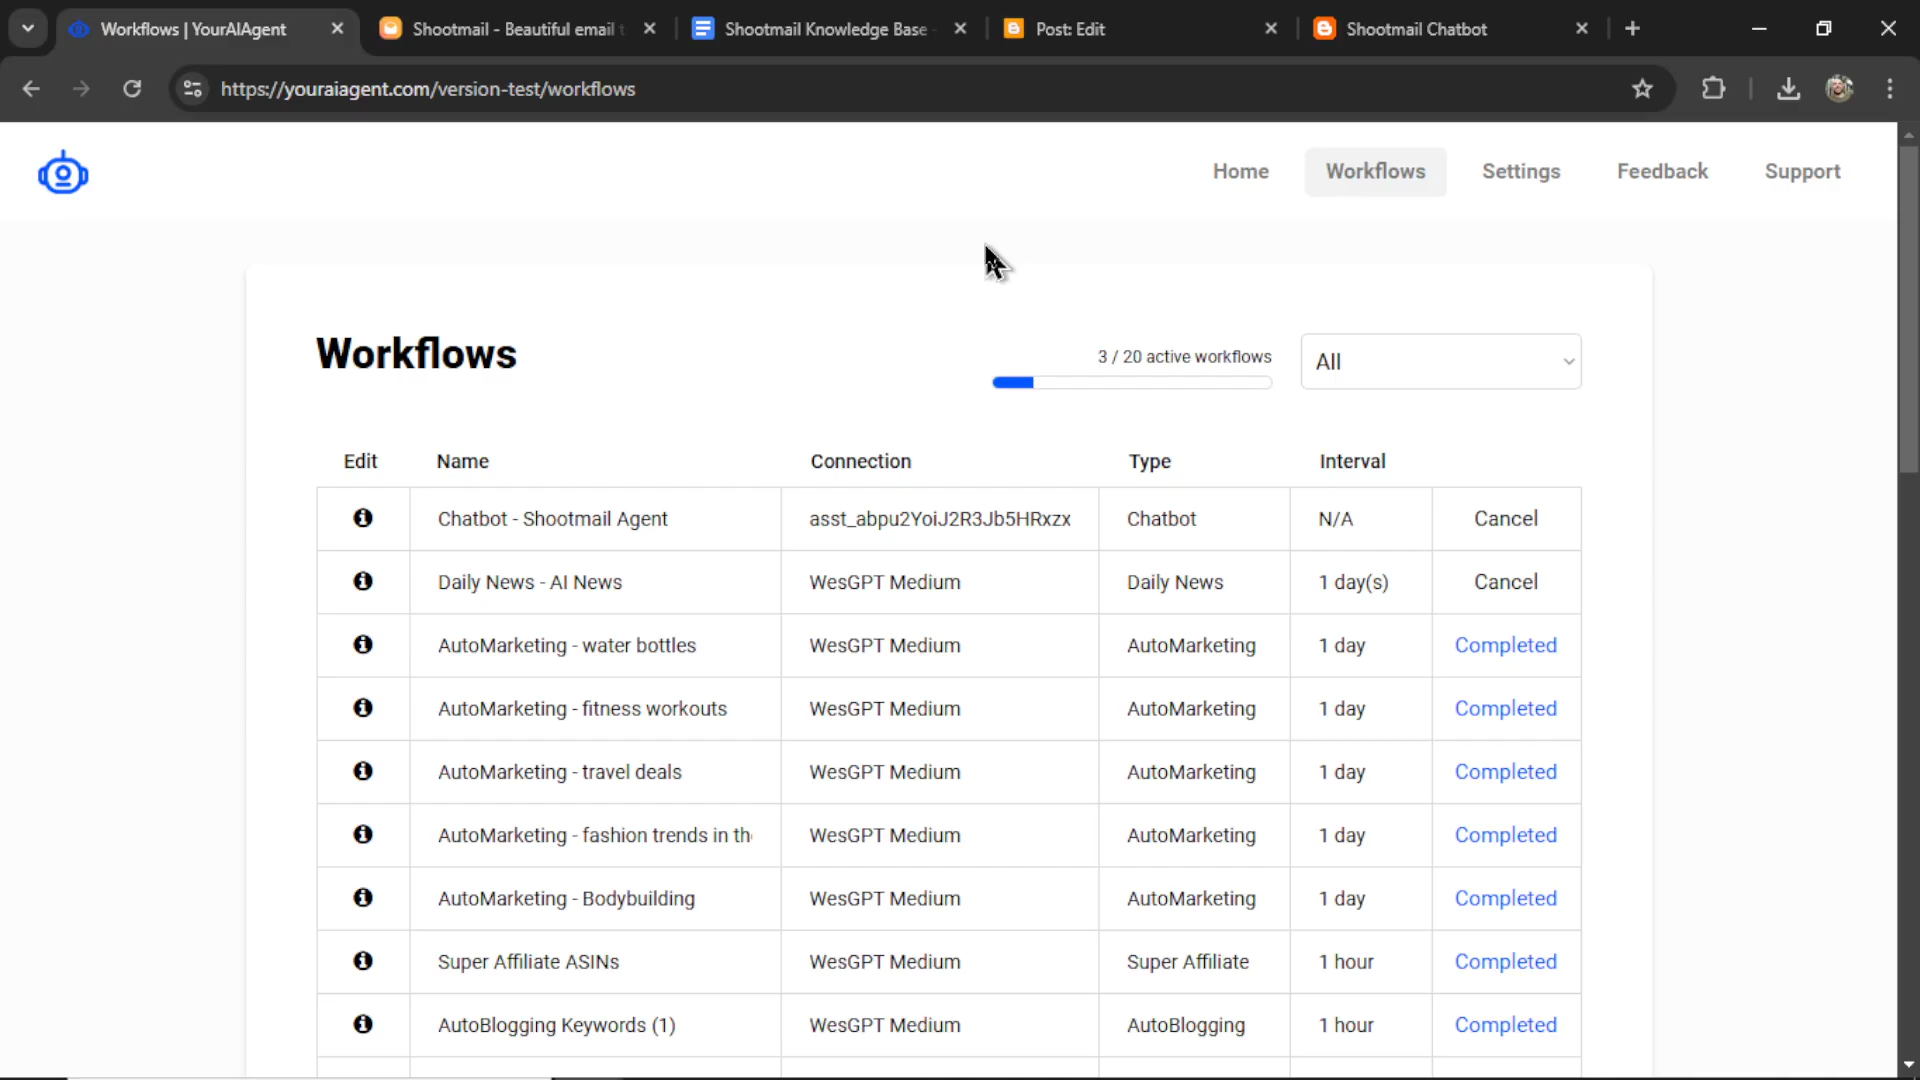 Workflows | YourAIAgent
Shootmail - Beautiful email
Shootmail Knowledge Base
Post: Edit
Shootmail Chatbot
https://youraiagent.com/version-test/workflows
Home Workflows Settings Feedback Support
Workflows
3 / 20 active workflows
All
Edit Name Connection Type Interval
Chatbot - Shootmail Agent asst_abpu2YoiJ2R3Jb5HRxzx Chatbot N/A Cancel
Daily News - AI News WesGPT Medium Daily News 1 day(s) Cancel
AutoMarketing - water bottles WesGPT Medium AutoMarketing 1 day Completed
AutoMarketing - fitness workouts WesGPT Medium AutoMarketing 1 day Completed
AutoMarketing - travel deals WesGPT Medium AutoMarketing 1 day Completed
AutoMarketing - fashion trends in th WesGPT Medium AutoMarketing 1 day Completed
AutoMarketing - Bodybuilding WesGPT Medium AutoMarketing 1 day Completed
Super Affiliate ASINs WesGPT Medium Super Affiliate 1 hour Completed
AutoBlogging Keywords (1) WesGPT Medium AutoBlogging 1 hour Completed